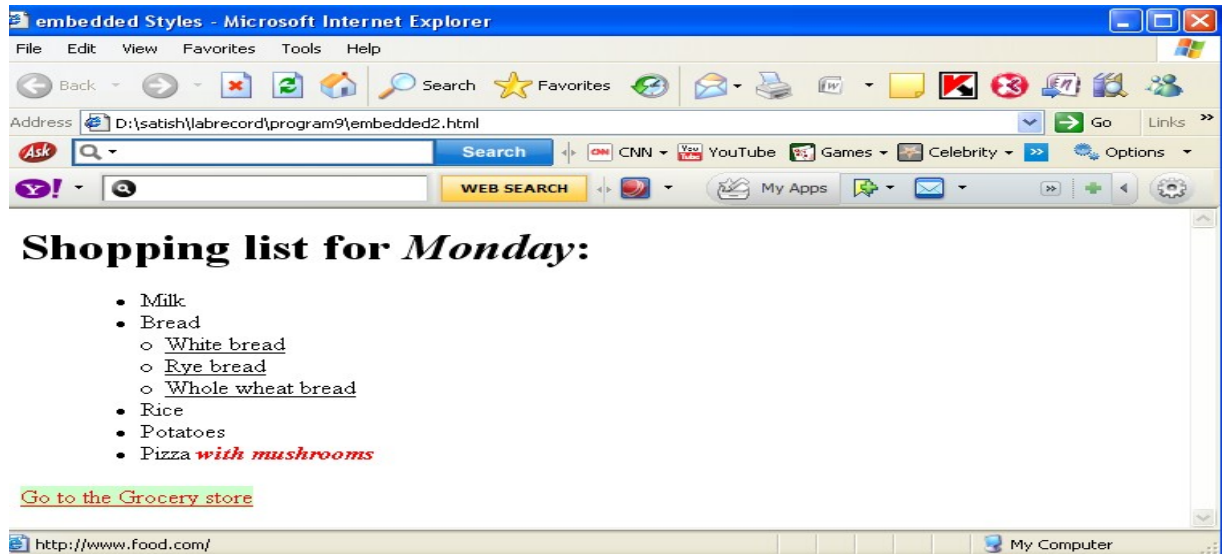 embedded Styles - Microsoft Internet Explorer
File Edit View Favorites Tools Help
Back Search Favorites
Address D:\satish\labrecord\program9\embedded2.html Go Links »
Ask Search CNN YouTube Games Celebrity » Options
Y! WEB SEARCH My Apps »
Shopping list for Monday:
• Milk
• Bread
o White bread
o Rye bread
o Whole wheat bread
• Rice
• Potatoes
• Pizza with mushrooms
Go to the Grocery store
http://www.food.com/ My Computer